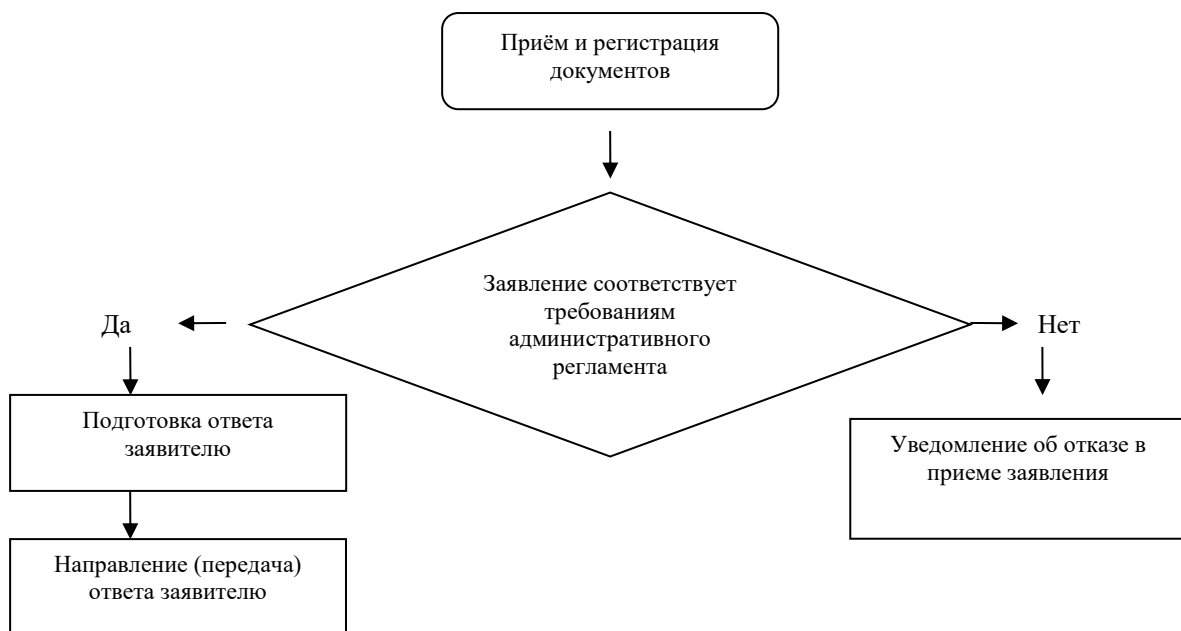 Приём и регистрация
документов
Заявление соответствует
требованиям
административного
регламента
Да
Нет
Подготовка ответа
заявителю
Уведомление об отказе в
приеме заявления
Направление (передача)
ответа заявителю